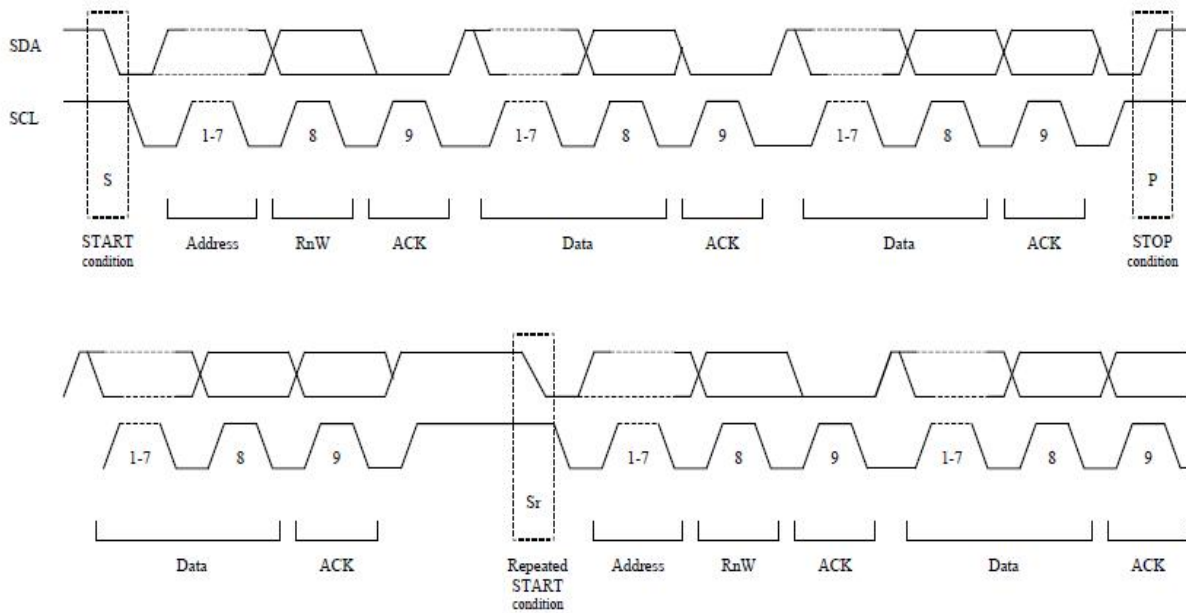 SDA
SCL
1-7 8 9 1-7 8 9 1-7 8 9
S P
START condition Address RnW ACK Data ACK Data ACK STOP condition
1-7 8 9 1-7 8 9 1-7 8 9
Sr
Data ACK Repeated START condition Address RnW ACK Data ACK